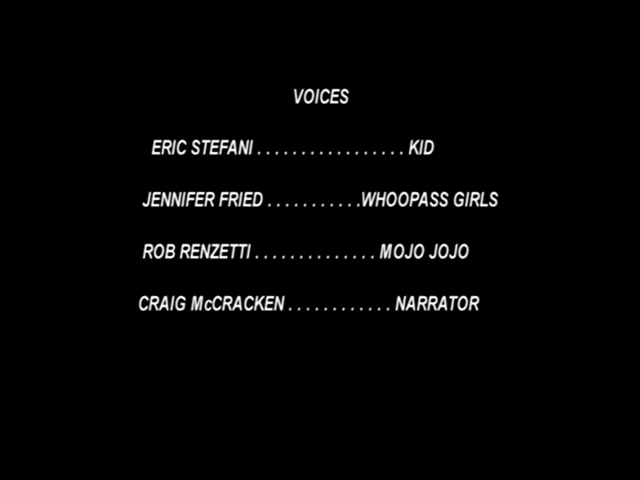 VOICES
ERIC STEFANI . . . . . . . . . . . . . . . . . KID
JENNIFER FRIED . . . . . . . . . . .WHOOPASS GIRLS
ROB RENZETTI . . . . . . . . . . . . . . MOJO JOJO
CRAIG McCRACKEN . . . . . . . . . . . . NARRATOR